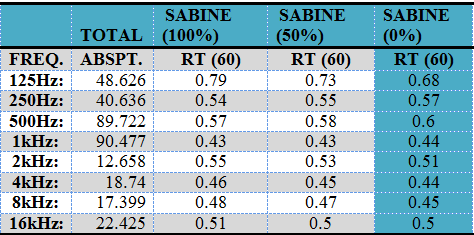 SABINE SABINE SABINE
TOTAL (100%) (50%) (0%)
FREQ. ABSPT. RT (60) RT (60) RT (60)
125Hz: 48.626 0.79 0.73 0.68
250Hz: 40.636 0.54 0.55 0.57
500Hz: 89.722 0.57 0.58 0.6
1kHz: 90.477 0.43 0.43 0.44
2kHz: 12.658 0.55 0.53 0.51
4kHz: 18.74 0.46 0.45 0.44
8kHz: 17.399 0.48 0.47 0.45
16kHz: 22.425 0.51 0.5 0.5